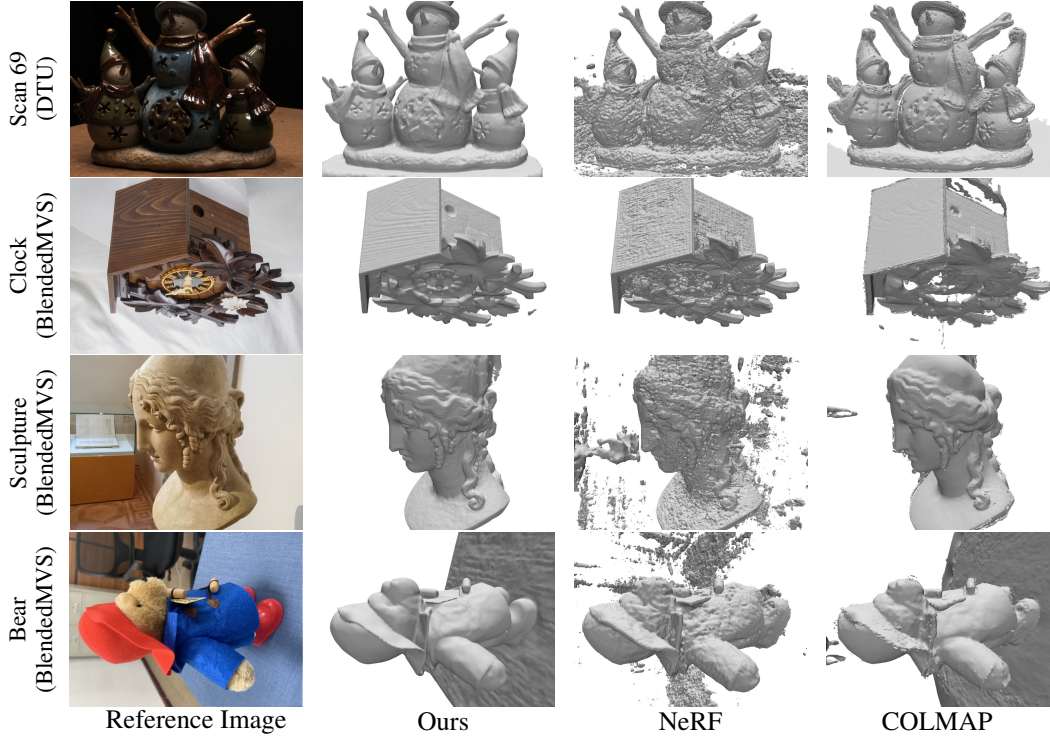 Scan 69
(DTU)
Clock
(BlendedMVS)
Sculpture
(BlendedMVS)
Bear
(BlendedMVS)
Reference Image
Ours
NeRF
COLMAP